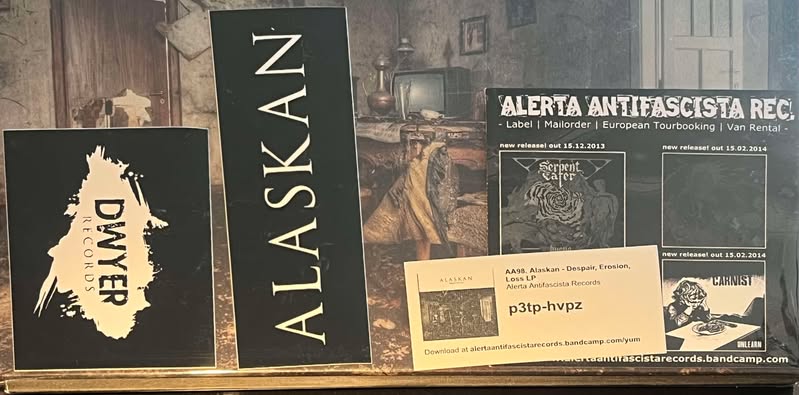 DWYER
RECORDS
ALASKAN
ALERTA ANTIFASCISTA REC.
- Label | Mailorder | European Tourbooking | Van Rental -
new release! out 15.12.2013
new release! out 15.02.2014
Serpent
Eater
new release! out 15.02.2014
CARNIST
UNLEARN
ALASKAN
AA98. Alaskan - Despair, Erosion,
Loss LP
Alerta Antifascista Records
p3tp-hvpz
Download at alertaantifascistarecords.bandcamp.com/yum
alertaantifascistarecords.bandcamp.com